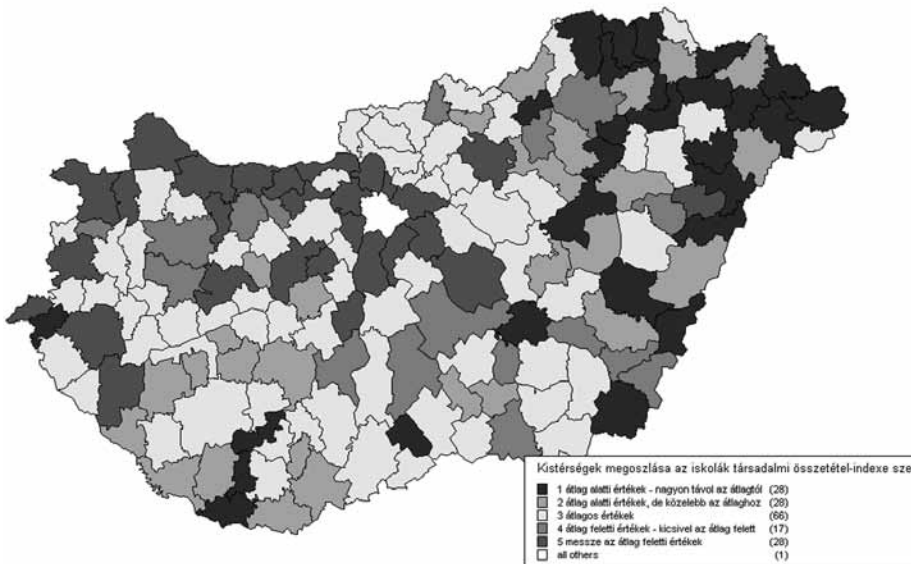 Kistérségek megoszlása az iskolák társadalmi összetétel-indexe sze
1 átlag alatti értékek - nagyon távol az átlagtól (28)
2 átlag alatti értékek, de közelebb az átlaghoz (28)
3 átlagos értékek (66)
4 átlag feletti értékek - kicsivel az átlag felett (17)
5 messze az átlag feletti értékek (28)
all others (1)